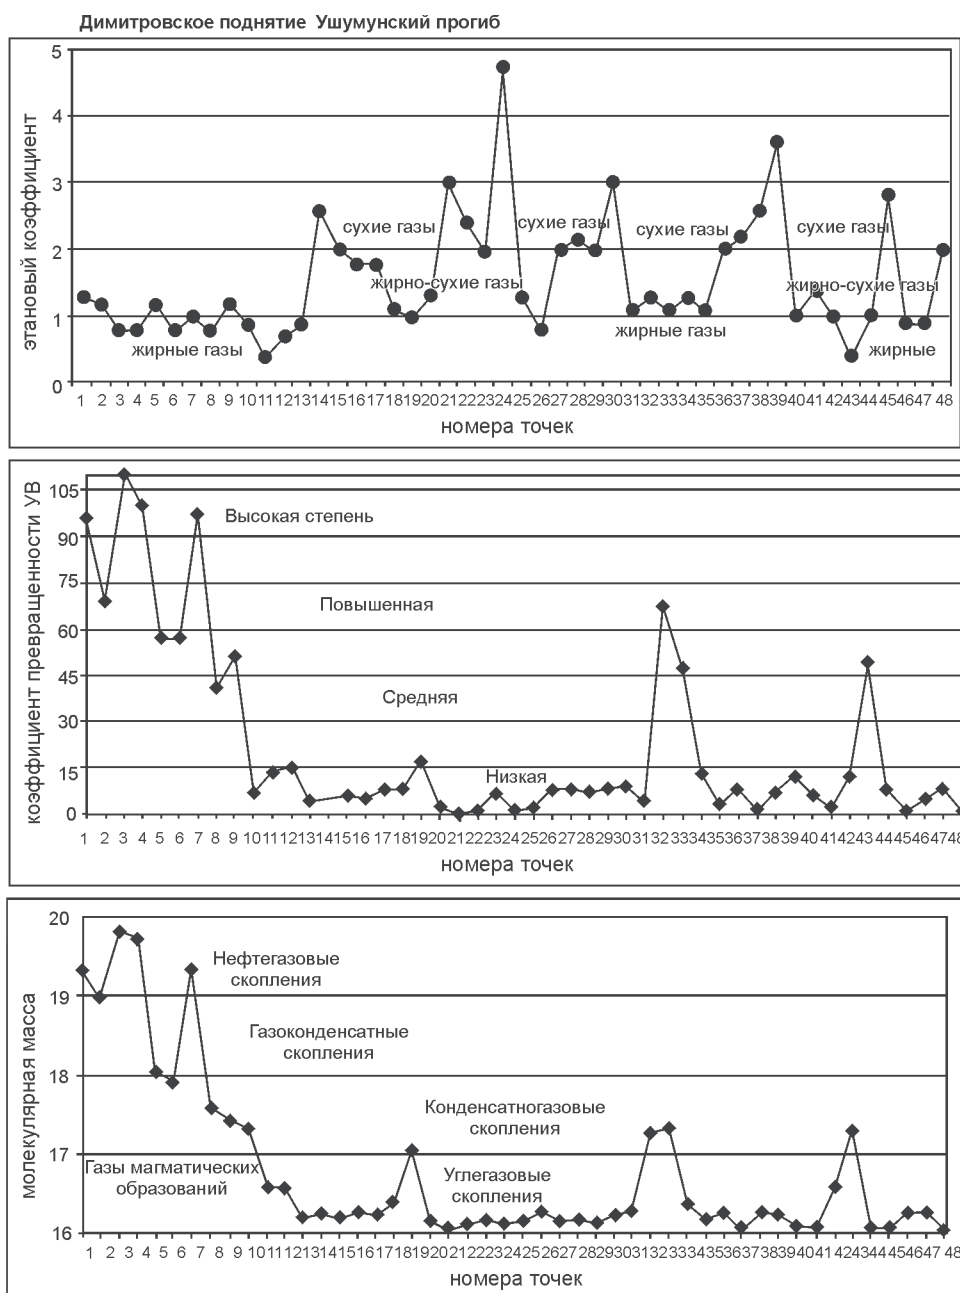 Димитровское поднятие Ушумунский прогиб
этановый коэффициент
5
4
3
2
1
0
сухие газы
сухие газы
сухие газы
сухие газы
жирно-сухие газы
жирно-сухие газы
жирные газы
жирные газы
жирные
1 2 3 4 5 6 7 8 9 10 11 12 13 14 15 16 17 18 19 20 21 22 23 24 25 26 27 28 29 30 31 32 33 34 35 36 37 38 39 40 41 42 43 44 45 46 47 48
номера точек
коэффициент превращенности УВ
105
90
75
60
45
30
15
0
Высокая степень
Повышенная
Средняя
Низкая
1 2 3 4 5 6 7 8 9 10 11 12 13 14 15 16 17 18 19 20 21 22 23 24 25 26 27 28 29 30 31 32 33 34 35 36 37 38 39 40 41 42 43 44 45 46 47 48
номера точек
молекулярная масса
20
19
18
17
16
Нефтегазовые
скопления
Газоконденсатные
скопления
Конденсатногазовые
скопления
Газы магматических
образований
Углегазовые
скопления
1 2 3 4 5 6 7 8 9 10 11 12 13 14 15 16 17 18 19 20 21 22 23 24 25 26 27 28 29 30 31 32 33 34 35 36 37 38 39 40 41 42 43 44 45 46 47 48
номера точек